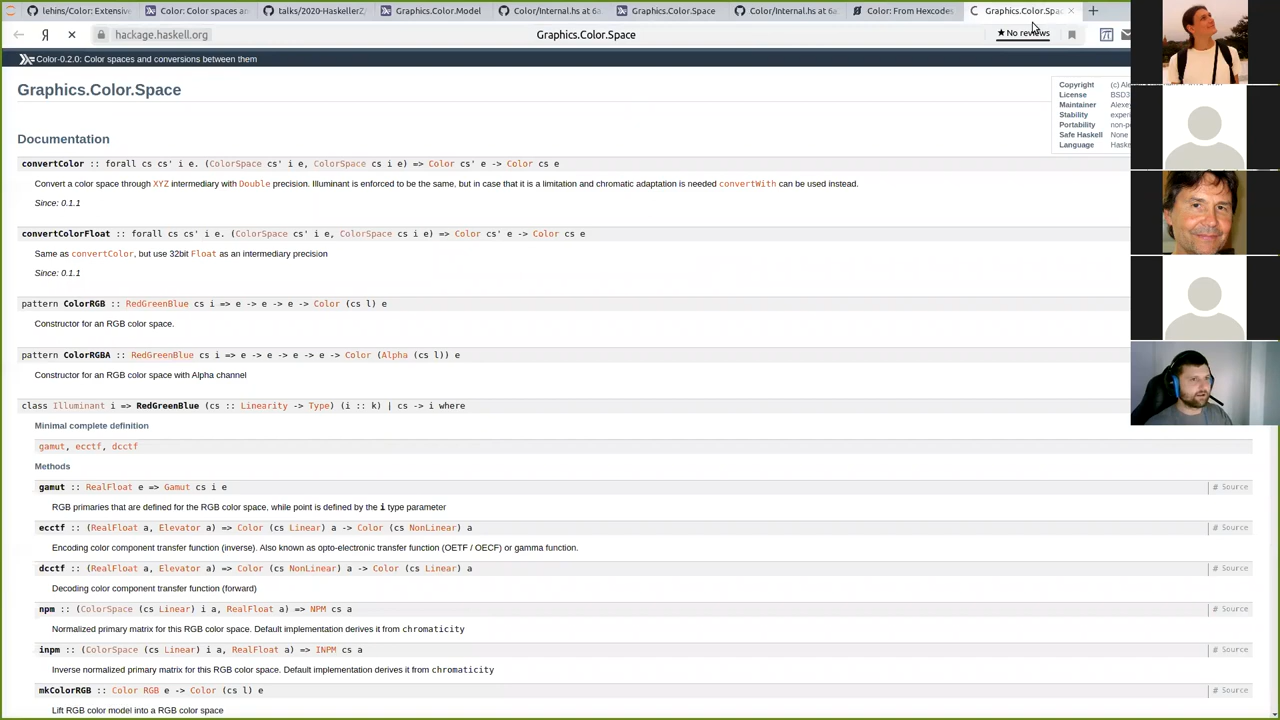 lehins/Color: Extensiv
Color: Color spaces an
talks/2020-HaskellerZ/
Graphics.Color.Model
Color/Internal.hs at 6a
Graphics.Color.Space
Color/Internal.hs at 6a
Color: From Hexcodes
Graphics.Color.Spac
hackage.haskell.org
Graphics.Color.Space
★ No reviews
Color-0.2.0: Color spaces and conversions between them
Graphics.Color.Space
Copyright (c) Al
License BSD3
Maintainer Alexe
Stability experi
Portability non-p
Safe Haskell None
Language Haske
Documentation
convertColor :: forall cs cs' i e. (ColorSpace cs' i e, ColorSpace cs i e) => Color cs' e -> Color cs e
Convert a color space through XYZ intermediary with Double precision. Illuminant is enforced to be the same, but in case that it is a limitation and chromatic adaptation is needed convertWith can be used instead.
Since: 0.1.1
convertColorFloat :: forall cs cs' i e. (ColorSpace cs' i e, ColorSpace cs i e) => Color cs' e -> Color cs e
Same as convertColor, but use 32bit Float as an intermediary precision
Since: 0.1.1
pattern ColorRGB :: RedGreenBlue cs i => e -> e -> e -> Color (cs l) e
Constructor for an RGB color space.
pattern ColorRGBA :: RedGreenBlue cs i => e -> e -> e -> e -> Color (Alpha (cs l)) e
Constructor for an RGB color space with Alpha channel
class Illuminant i => RedGreenBlue (cs :: Linearity -> Type) (i :: k) | cs -> i where
Minimal complete definition
gamut, ecctf, dcctf
Methods
gamut :: RealFloat e => Gamut cs i e
# Source
RGB primaries that are defined for the RGB color space, while point is defined by the i type parameter
ecctf :: (RealFloat a, Elevator a) => Color (cs Linear) a -> Color (cs NonLinear) a
# Source
Encoding color component transfer function (inverse). Also known as opto-electronic transfer function (OETF / OECF) or gamma function.
dcctf :: (RealFloat a, Elevator a) => Color (cs NonLinear) a -> Color (cs Linear) a
# Source
Decoding color component transfer function (forward)
npm :: (ColorSpace (cs Linear) i a, RealFloat a) => NPM cs a
# Source
Normalized primary matrix for this RGB color space. Default implementation derives it from chromaticity
inpm :: (ColorSpace (cs Linear) i a, RealFloat a) => INPM cs a
# Source
Inverse normalized primary matrix for this RGB color space. Default implementation derives it from chromaticity
mkColorRGB :: Color RGB e -> Color (cs l) e
# Source
Lift RGB color model into a RGB color space